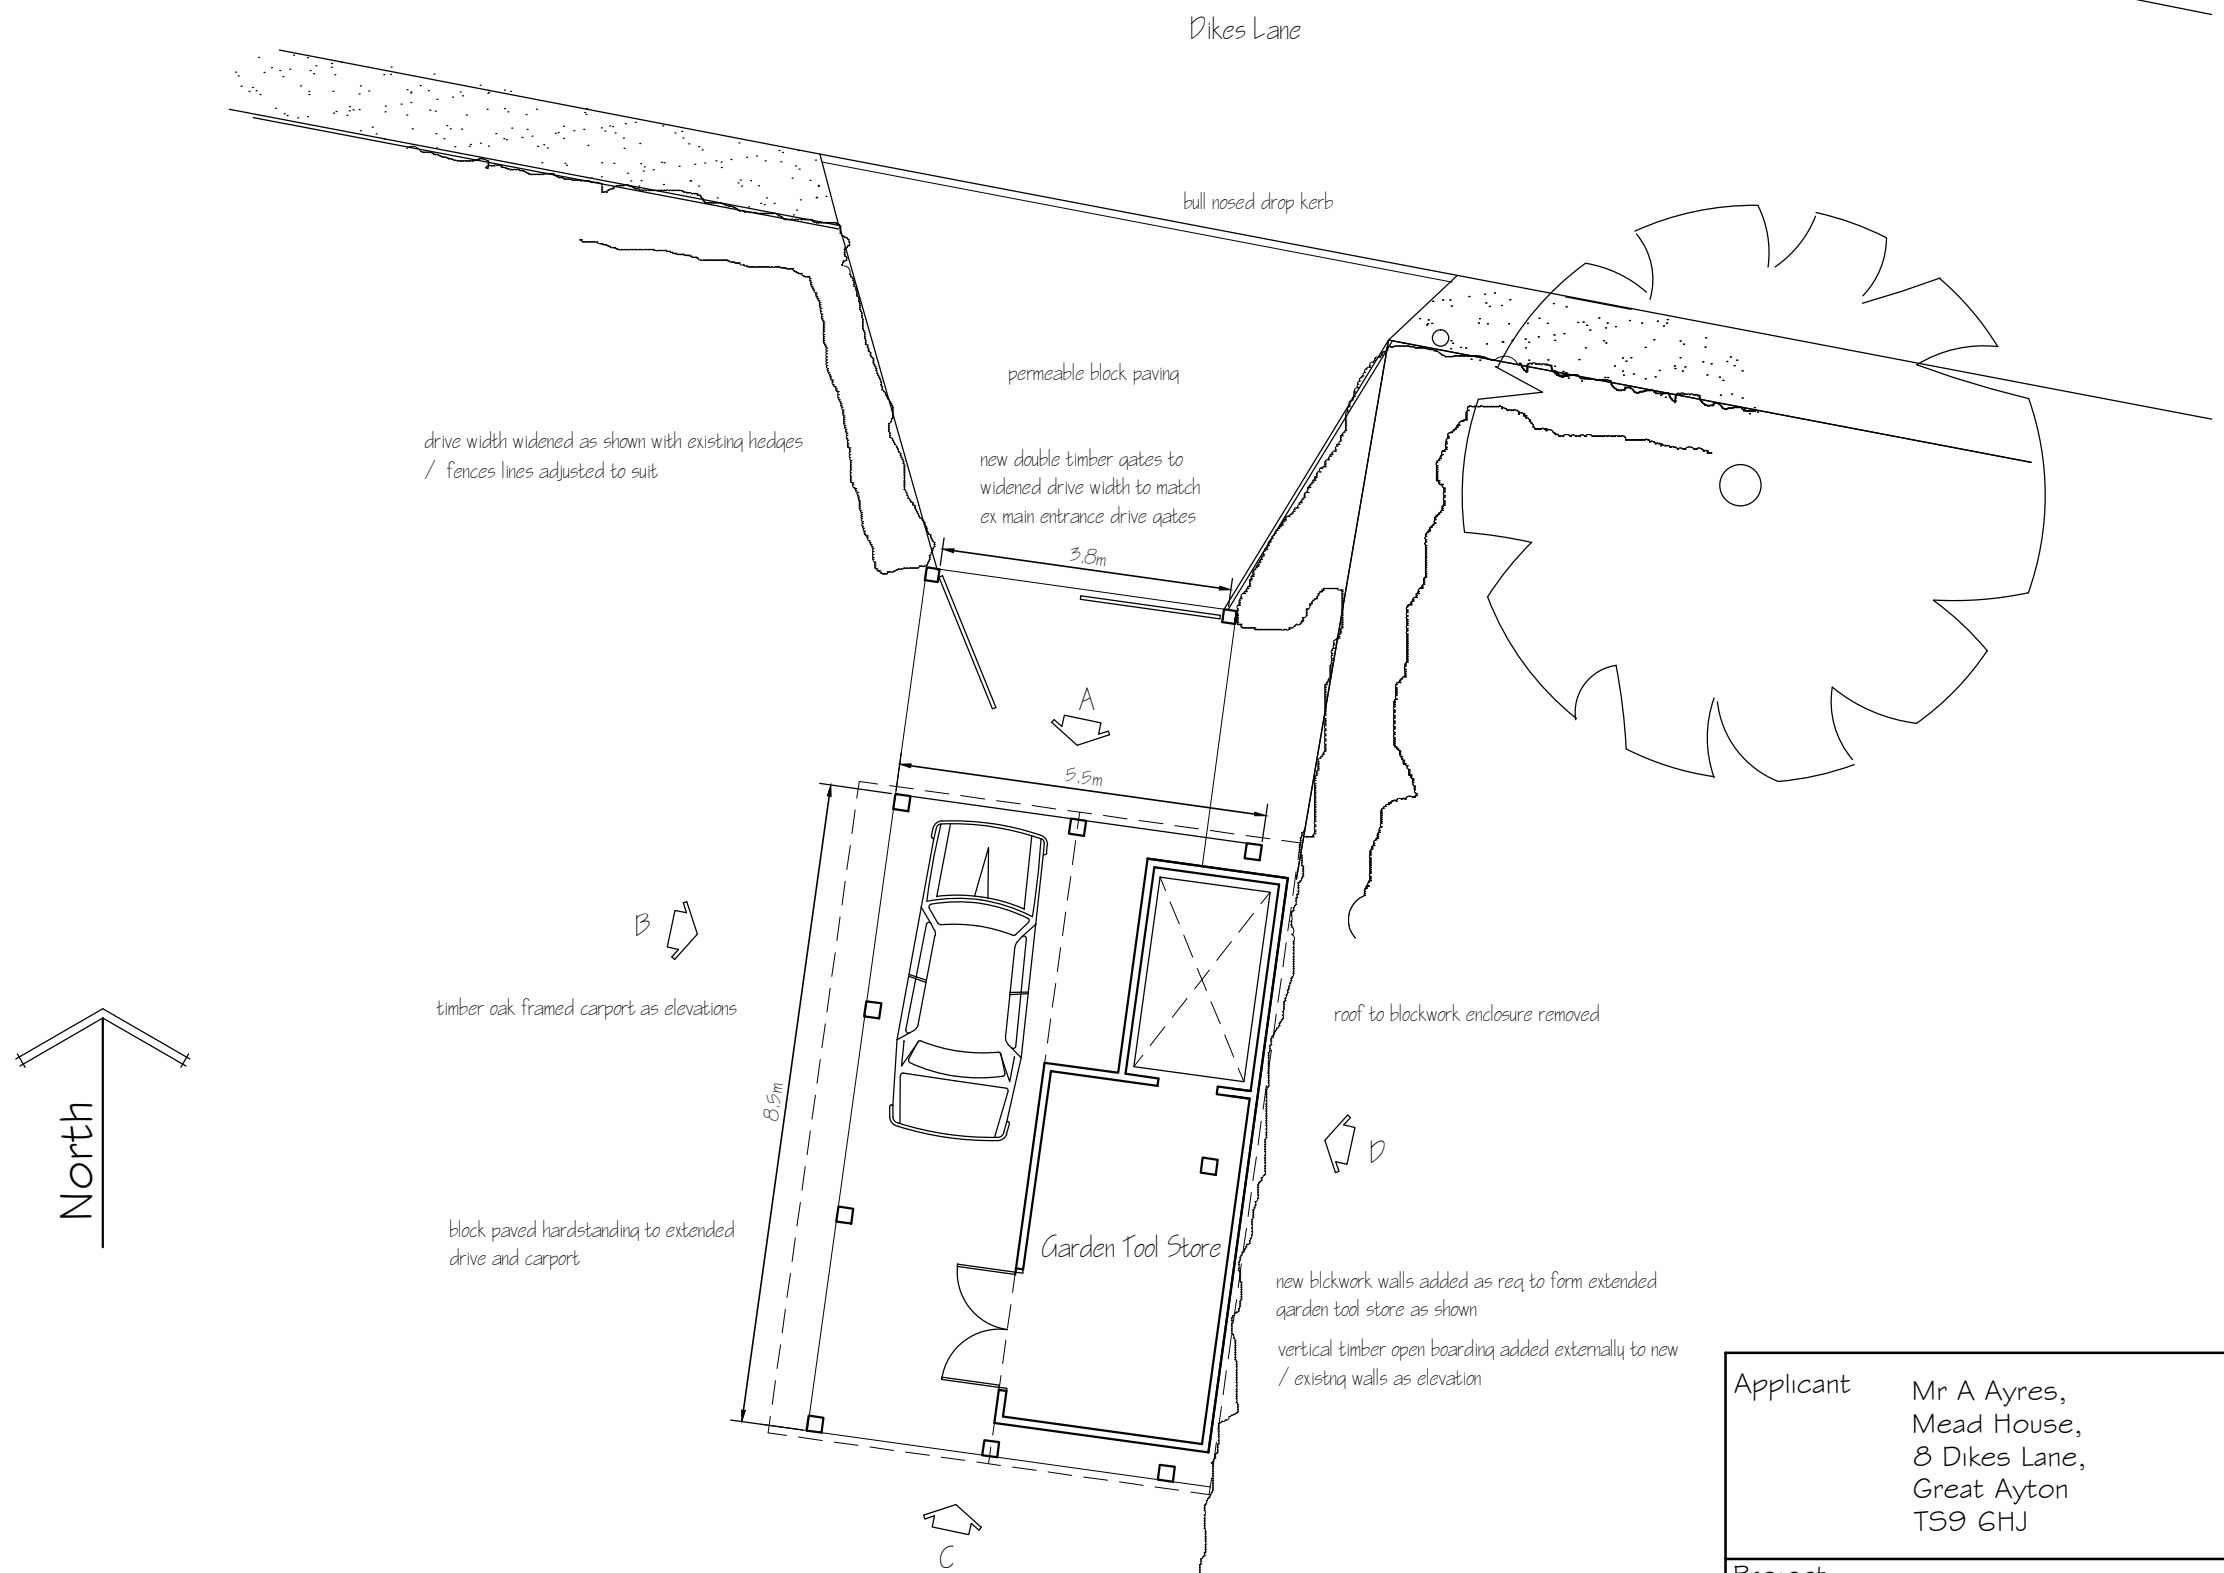 Dikes Lane
bull nosed drop kerb
permeable block paving
drive width widened as shown with existing hedges
/ fences lines adjusted to suit
new double timber gates to
widened drive width to match
ex main entrance drive gates
3.8m
A
5.5m
B
timber oak framed carport as elevations
roof to blockwork enclosure removed
North
8.5m
D
block paved hardstanding to extended
drive and carport
Garden Tool Store
new blckwork walls added as req to form extended
garden tool store as shown
vertical timber open boarding added externally to new
/ existng walls as elevation
C
Applicant
Mr A Ayres,
Mead House,
8 Dikes Lane,
Great Ayton
TS9 6HJ
Project